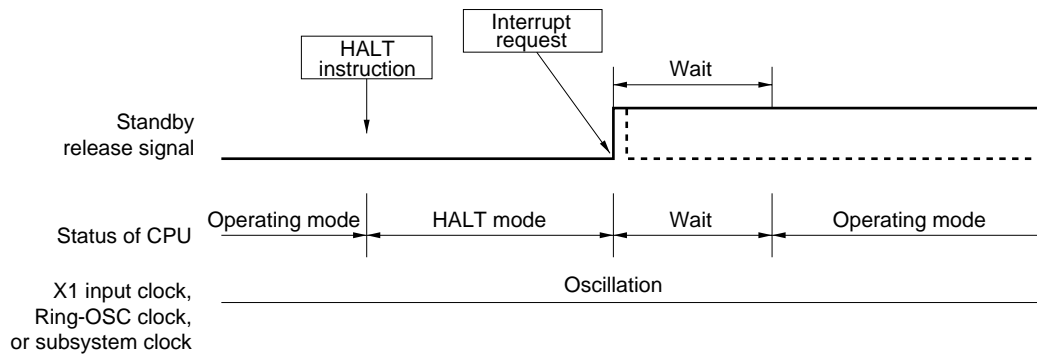 Interrupt
request
HALT
instruction
Wait
Standby
release signal
Operating mode
HALT mode
Wait
Operating mode
Status of CPU
Oscillation
X1 input clock,
Ring-OSC clock,
or subsystem clock